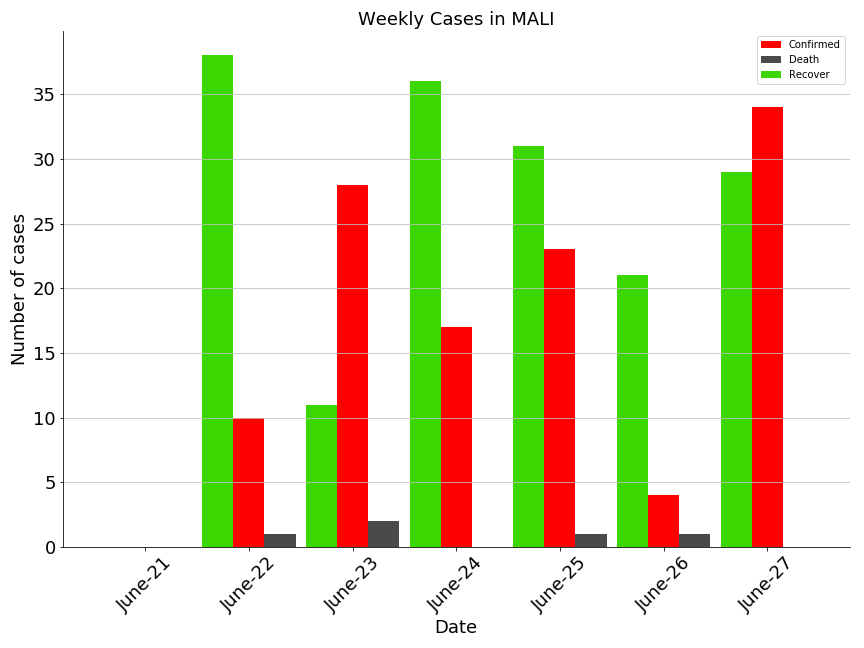 Weekly Cases in MALI
Confirmed
Death
Recover
Number of cases
35
30
25
20
15
10
5
0
June-21
June-22
June-23
June-24
June-25
June-26
June-27
Date